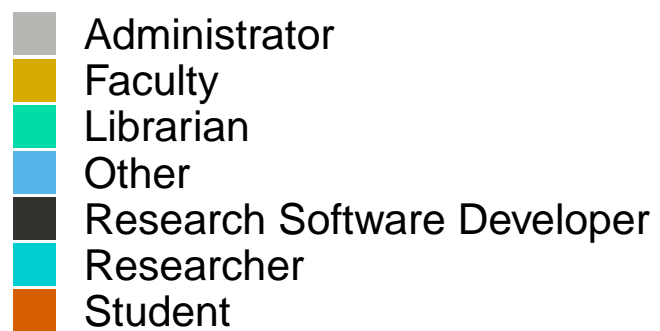 Administrator
Faculty
Librarian
Other
Research Software Developer
Researcher
Student